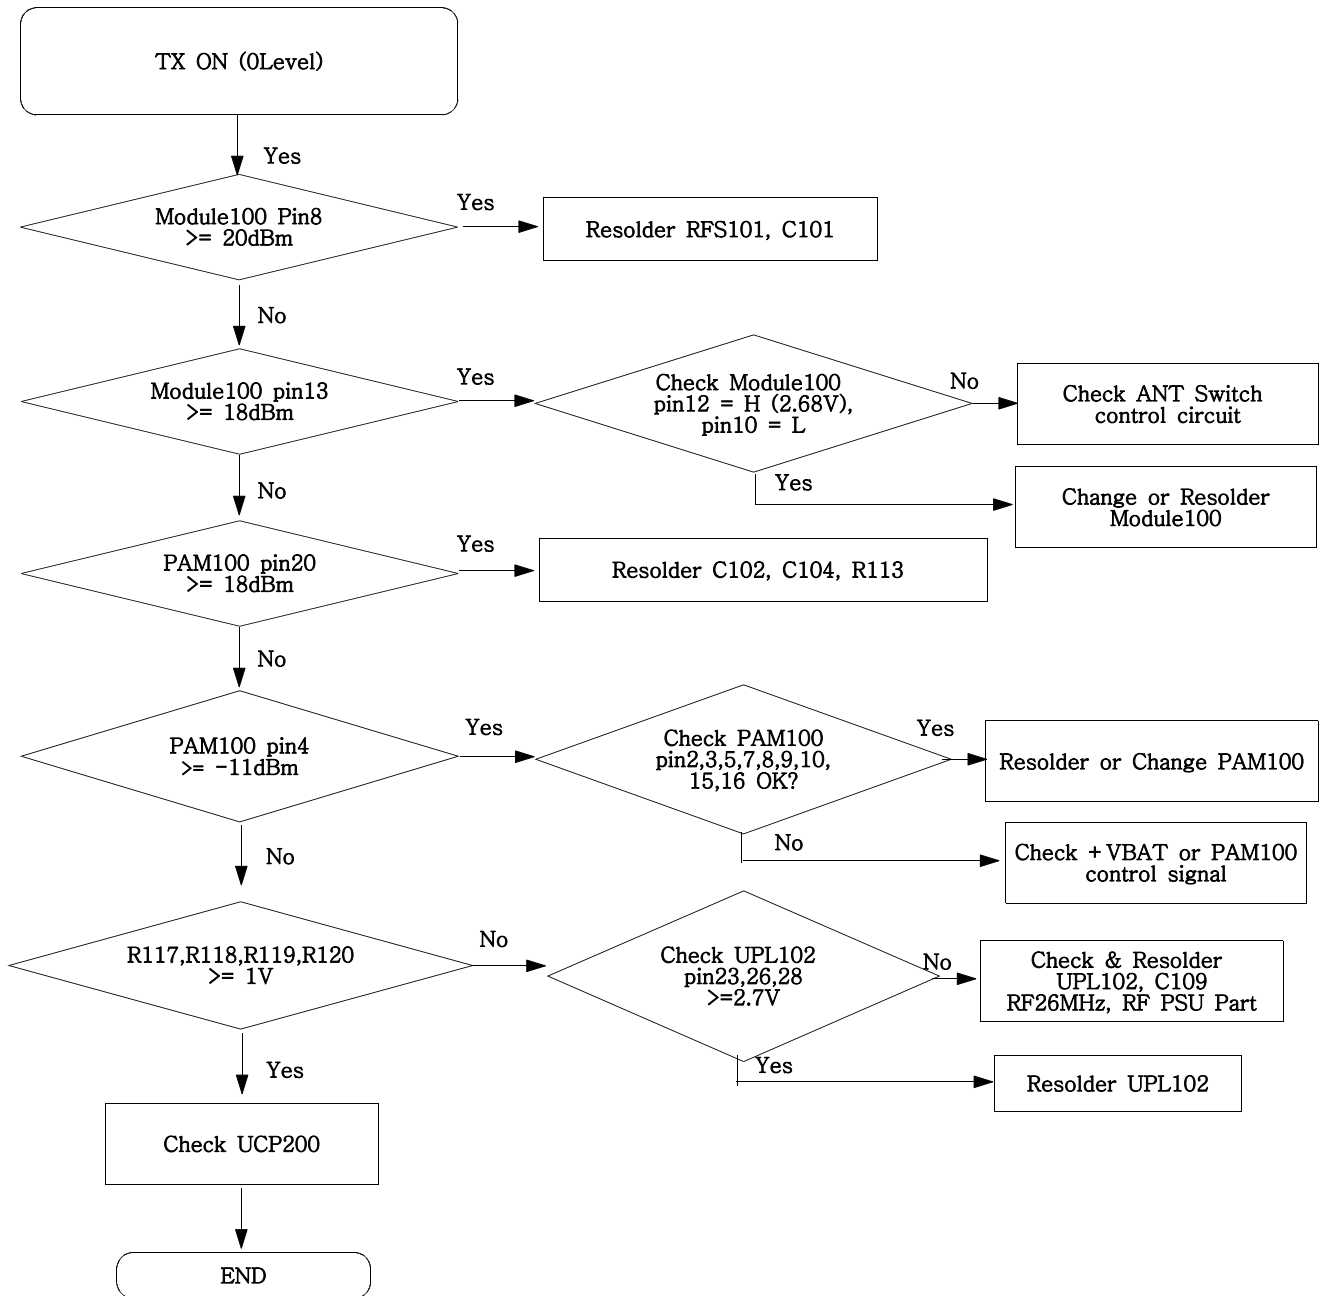 TX ON (0Level)
Yes
Module100 Pin8
>= 20dBm
Yes
Resolder RFS101, C101
No
Module100 pin13
>= 18dBm
Yes
Check Module100
pin12 = H (2.68V),
pin10 = L
No
Check ANT Switch
control circuit
Yes
Change or Resolder
Module100
No
PAM100 pin20
>= 18dBm
Yes
Resolder C102, C104, R113
No
PAM100 pin4
>= -11dBm
Yes
Check PAM100
pin2,3,5,7,8,9,10,
15,16 OK?
Yes
Resolder or Change PAM100
No
Check +VBAT or PAM100
control signal
No
R117,R118,R119,R120
>= 1V
No
Check UPL102
pin23,26,28
>=2.7V
No
Check & Resolder
UPL102, C109
RF26MHz, RF PSU Part
Yes
Resolder UPL102
Yes
Check UCP200
END